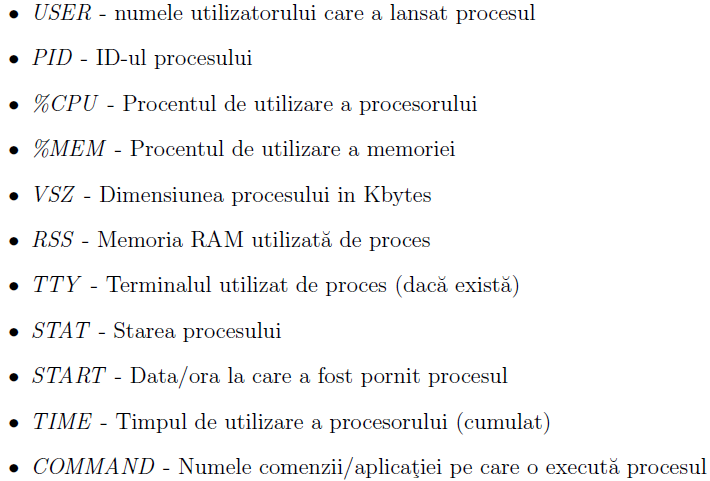 • USER - numele utilizatorului care a lansat procesul
• PID - ID-ul procesului
• %CPU - Procentul de utilizare a procesorului
• %MEM - Procentul de utilizare a memoriei
• VSZ - Dimensiunea procesului in Kbytes
• RSS - Memoria RAM utilizată de proces
• TTY - Terminalul utilizat de proces (dacă există)
• STAT - Starea procesului
• START - Data/ora la care a fost pornit procesul
• TIME - Timpul de utilizare a procesorului (cumulat)
• COMMAND - Numele comenzii/aplicaţiei pe care o execută procesul